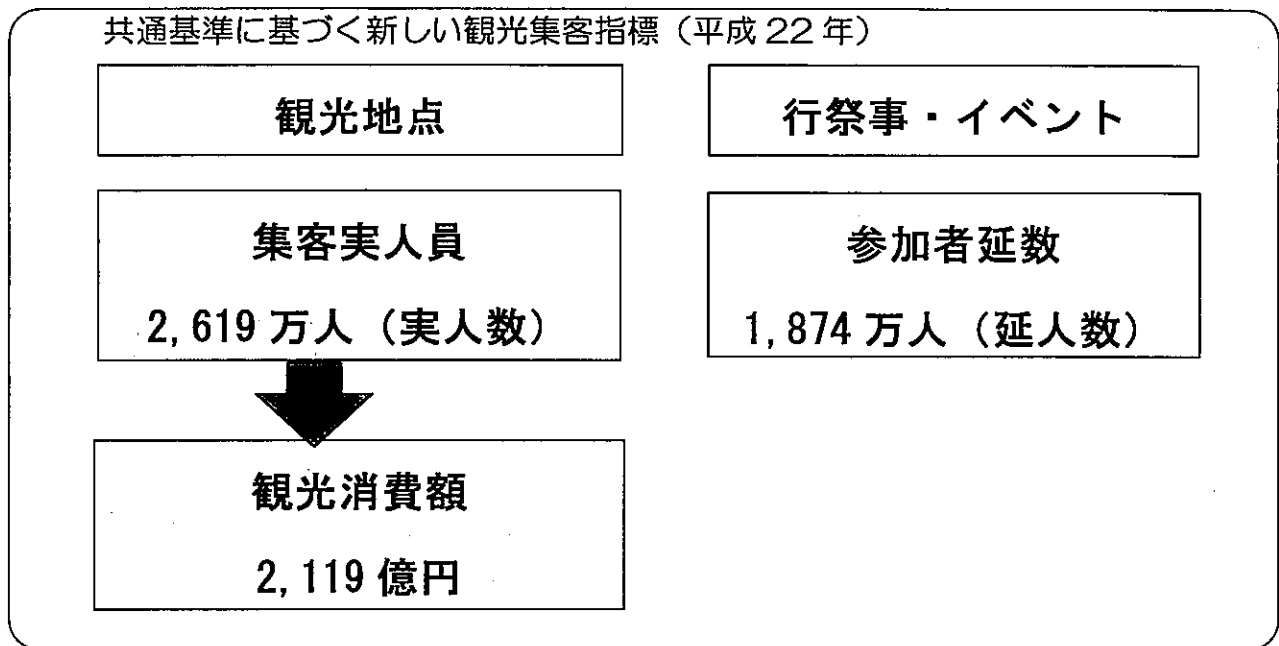 共通基準に基づく新しい観光集客指標（平成22年）
観光地点
行祭事・イベント
集客実人員
2,619万人（実人数）
参加者延数
1,874万人（延人数）
観光消費額
2,119億円